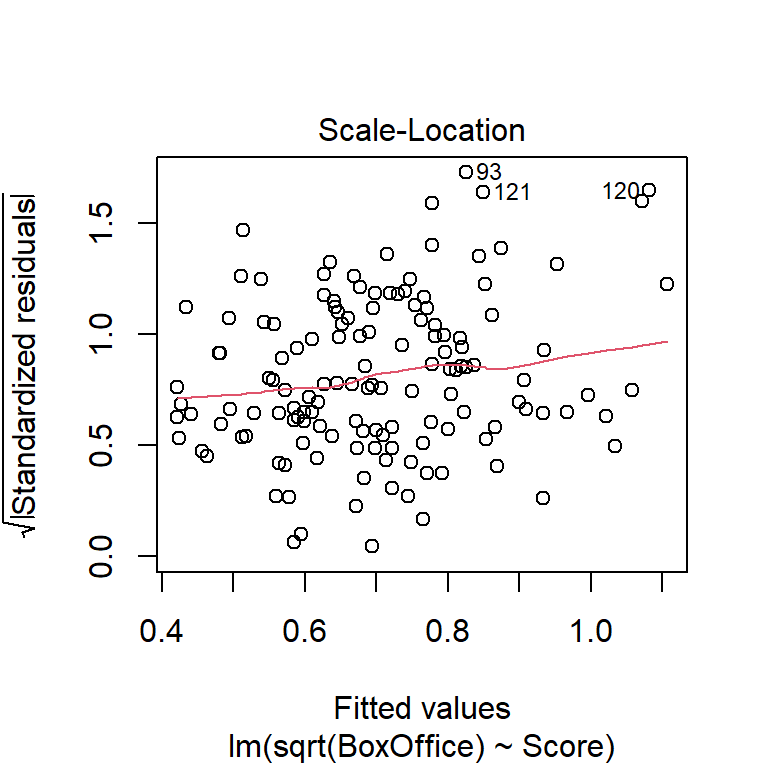 Scale-Location
√|Standardized residuals|
1.5
1.0
0.5
0.0
93
121
120
0.4 0.6 0.8 1.0
Fitted values
lm(sqrt(BoxOffice) ~ Score)